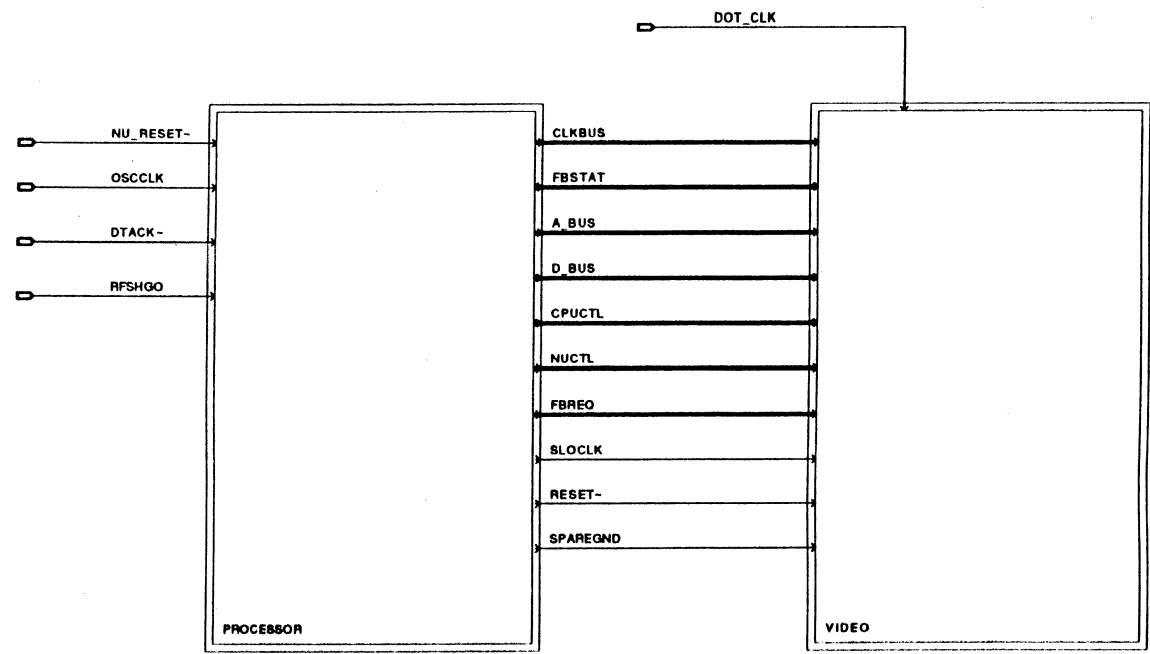 DOT_CLK
NU_RESET~
OSCCLK
DTACK~
RFSHGO
CLKBUS
FBSTAT
A_BUS
D_BUS
CPUCTL
NUCTL
FBREQ
SLOCLK
RESET~
SPAREGND
PROCESSOR
VIDEO